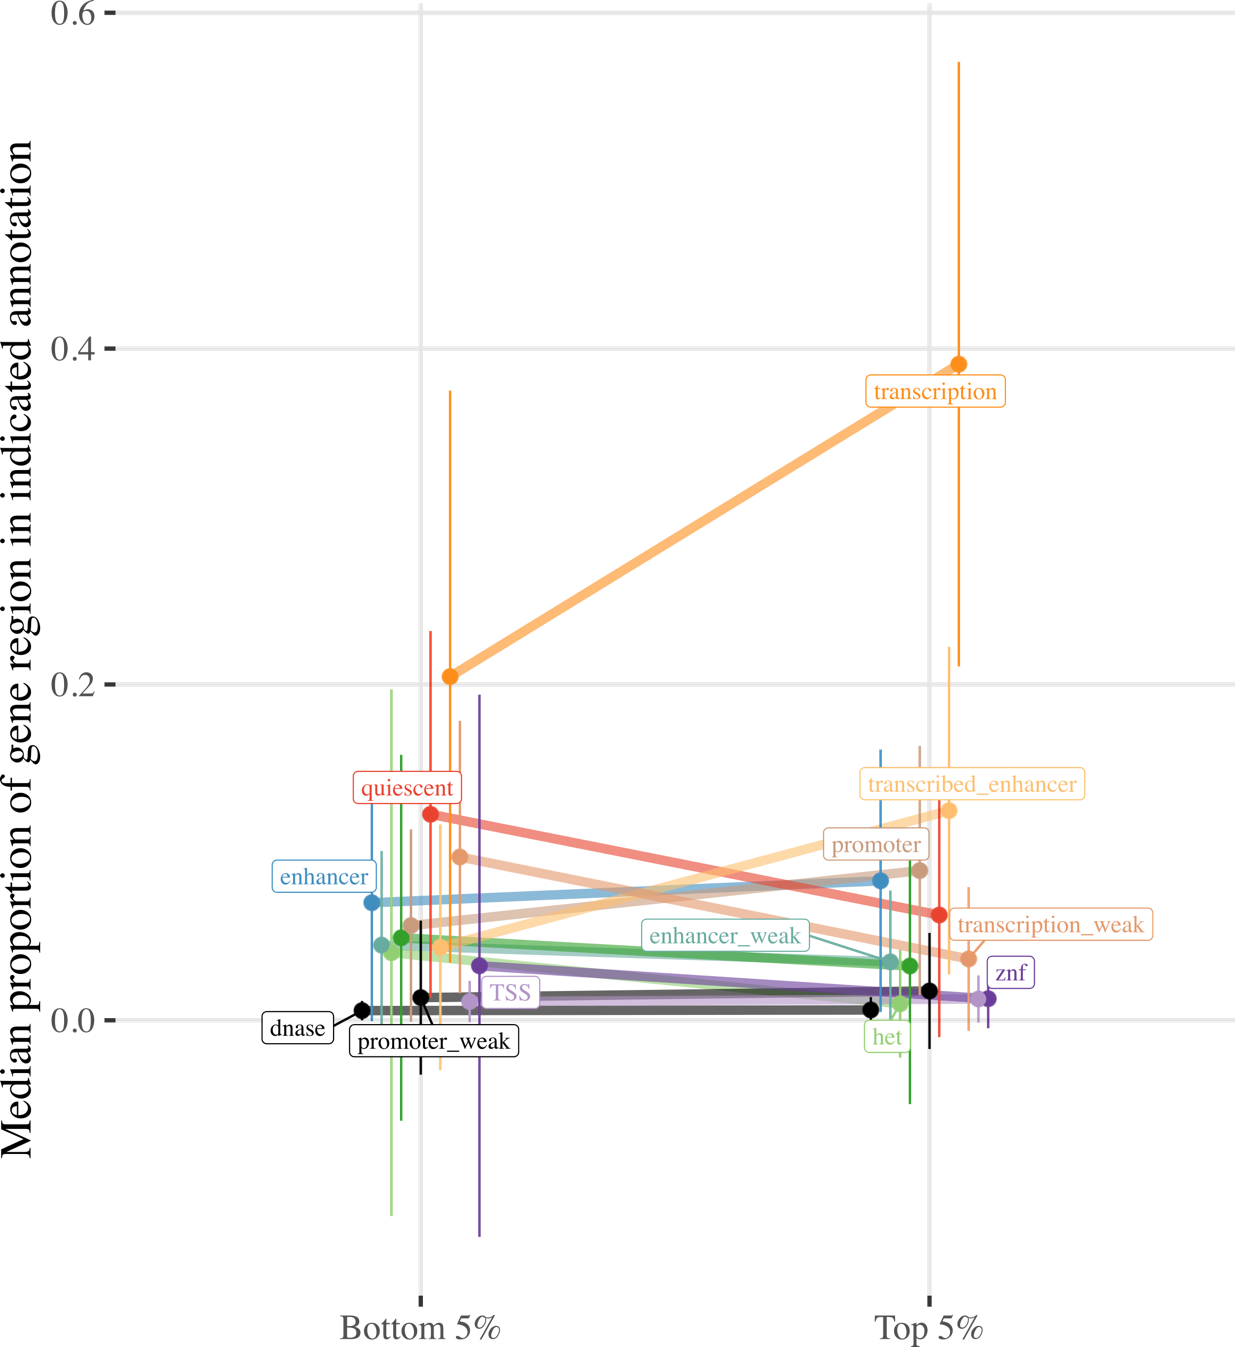 Median proportion of gene region in indicated annotation
0.6
0.4
0.2
0.0
transcription
quiescent
transcribed_enhancer
promoter
enhancer
transcription_weak
enhancer_weak
znf
TSS
dnase
promoter_weak
het
Bottom 5%
Top 5%